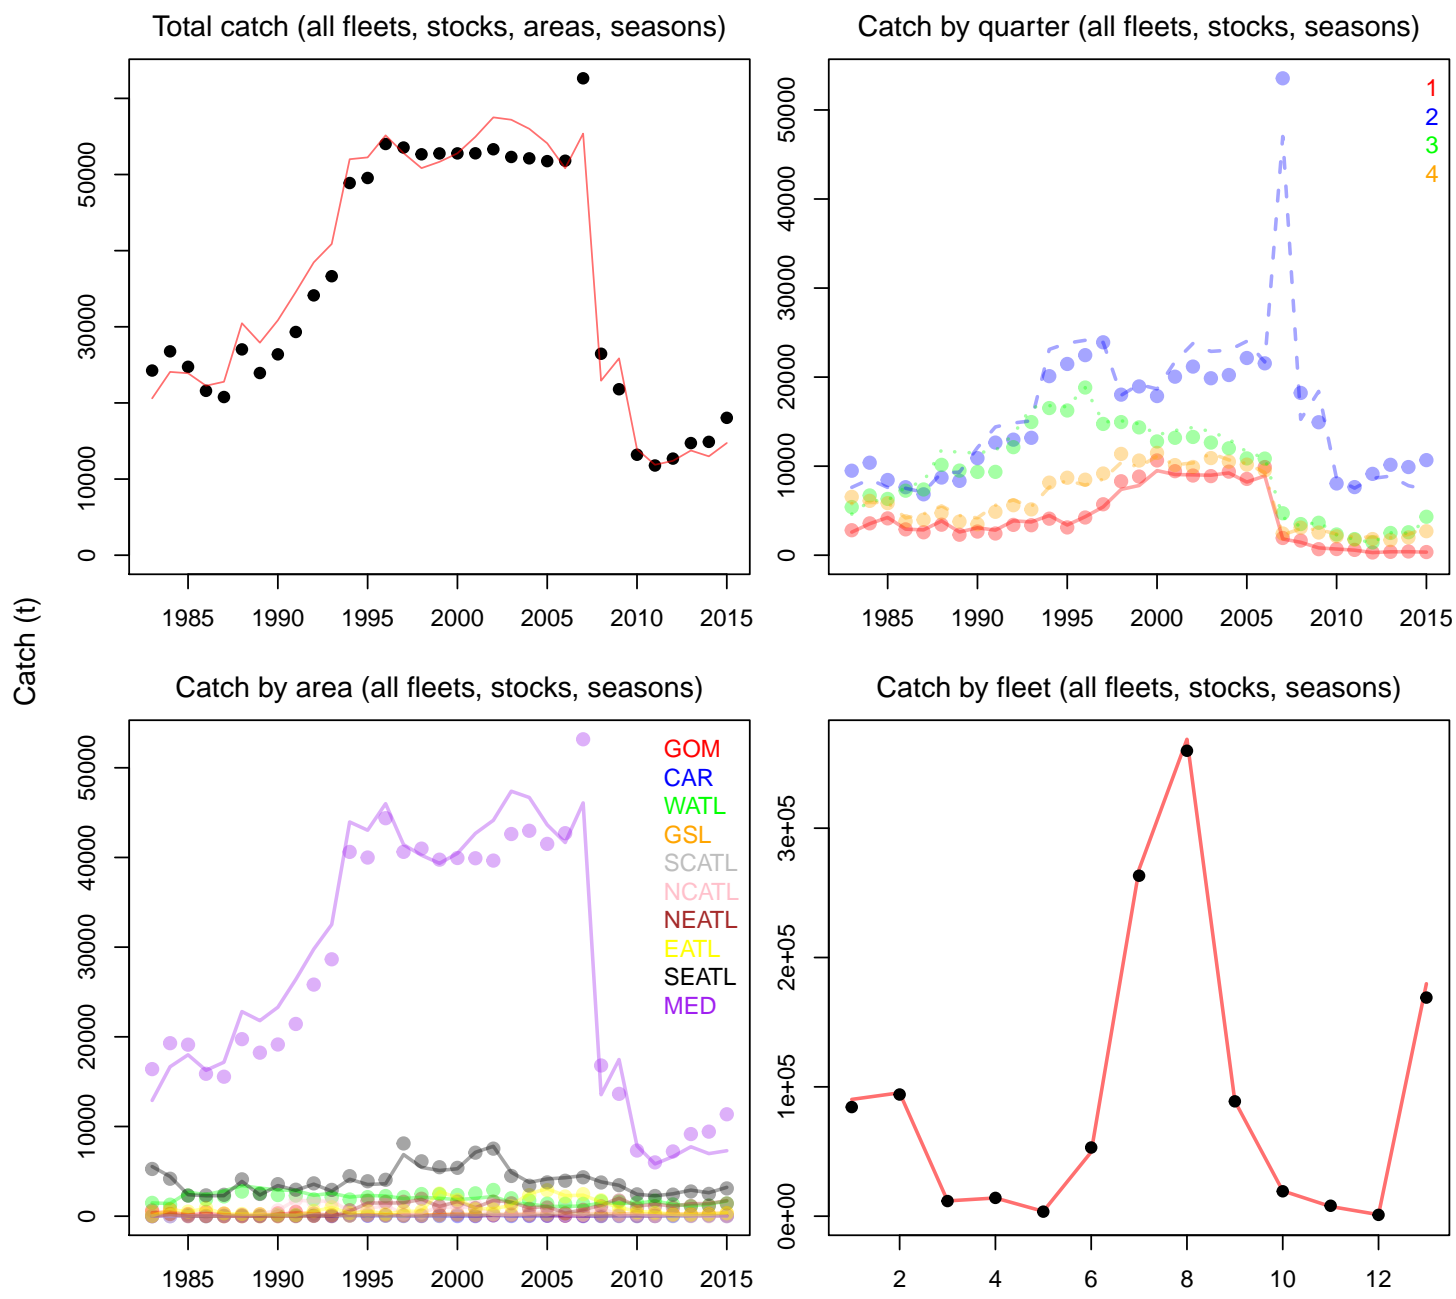 Total catch (all fleets, stocks, areas, seasons)
0
10000
30000
50000
1985
1990
1995
2000
2005
2010
2015
Catch by quarter (all fleets, stocks, seasons)
1
2
3
4
0
10000
20000
30000
40000
50000
1985
1990
1995
2000
2005
2010
2015
Catch (t)
Catch by area (all fleets, stocks, seasons)
GOM
CAR
WATL
GSL
SCATL
NCATL
NEATL
EATL
SEATL
MED
0
10000
20000
30000
40000
50000
1985
1990
1995
2000
2005
2010
2015
Catch by fleet (all fleets, stocks, seasons)
0e+00
1e+05
2e+05
3e+05
2
4
6
8
10
12